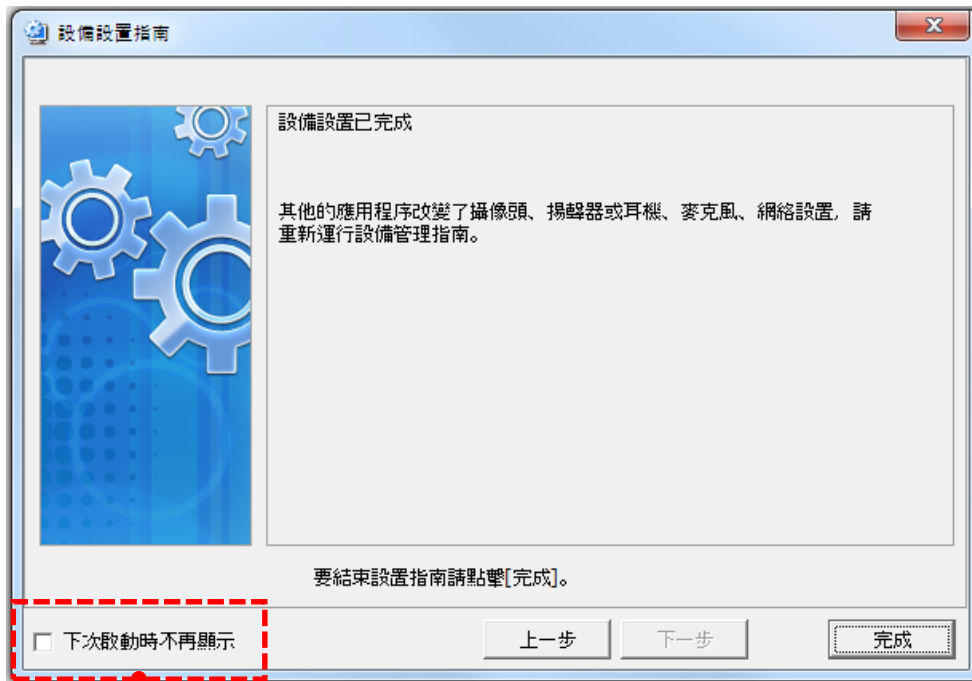 設備設置指南
設備設置已完成
其他的應用程序改變了攝像頭、揚聲器或耳機、麥克風、網絡設置, 請
重新運行設備管理指南。
要結束設置指南請點擊[完成]。
下次啟動時不再顯示
上一步
下一步
完成